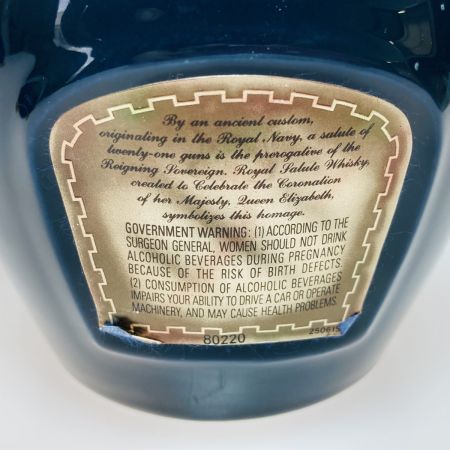 By an ancient custom,
originating in the Royal Navy, a salute of
twenty-one guns is the prerogative of the
Reigning Sovereign. Royal Salute Whisky,
created to Celebrate the Coronation
of her Majesty, Queen Elizabeth,
symbolizes this homage.
GOVERNMENT WARNING: (1) ACCORDING TO THE
SURGEON GENERAL, WOMEN SHOULD NOT DRINK
ALCOHOLIC BEVERAGES DURING PREGNANCY
BECAUSE OF THE RISK OF BIRTH DEFECTS.
(2) CONSUMPTION OF ALCOHOLIC BEVERAGES
IMPAIRS YOUR ABILITY TO DRIVE A CAR OR OPERATE
MACHINERY, AND MAY CAUSE HEALTH PROBLEMS.
80220 250615